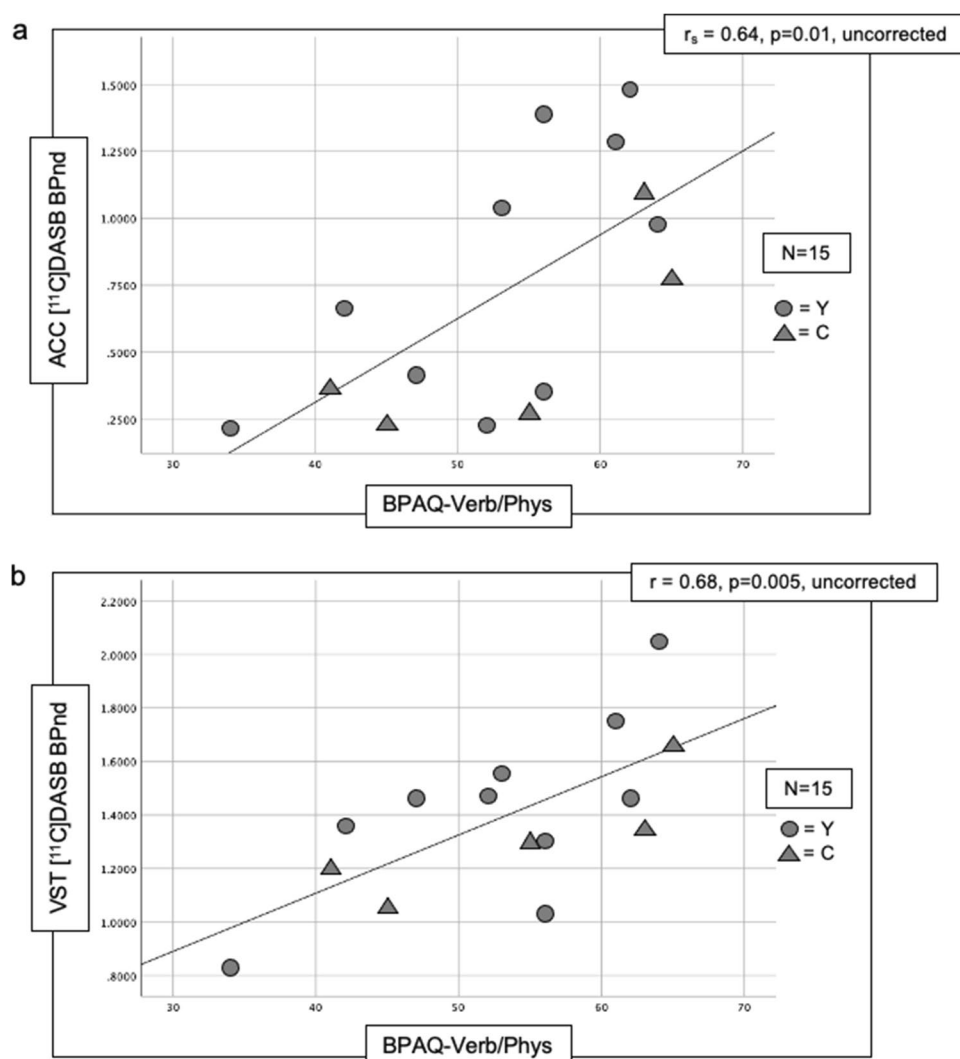 a
rs = 0.64, p=0.01, uncorrected
ACC [¹¹C]DASB BPnd
1.5000
1.2500
1.0000
.7500
.5000
.2500
N=15
= Y
= C
30 40 50 60 70
BPAQ-Verb/Phys
b
r = 0.68, p=0.005, uncorrected
VST [¹¹C]DASB BPnd
2.2000
2.0000
1.8000
1.6000
1.4000
1.2000
1.0000
.8000
N=15
= Y
= C
30 40 50 60 70
BPAQ-Verb/Phys